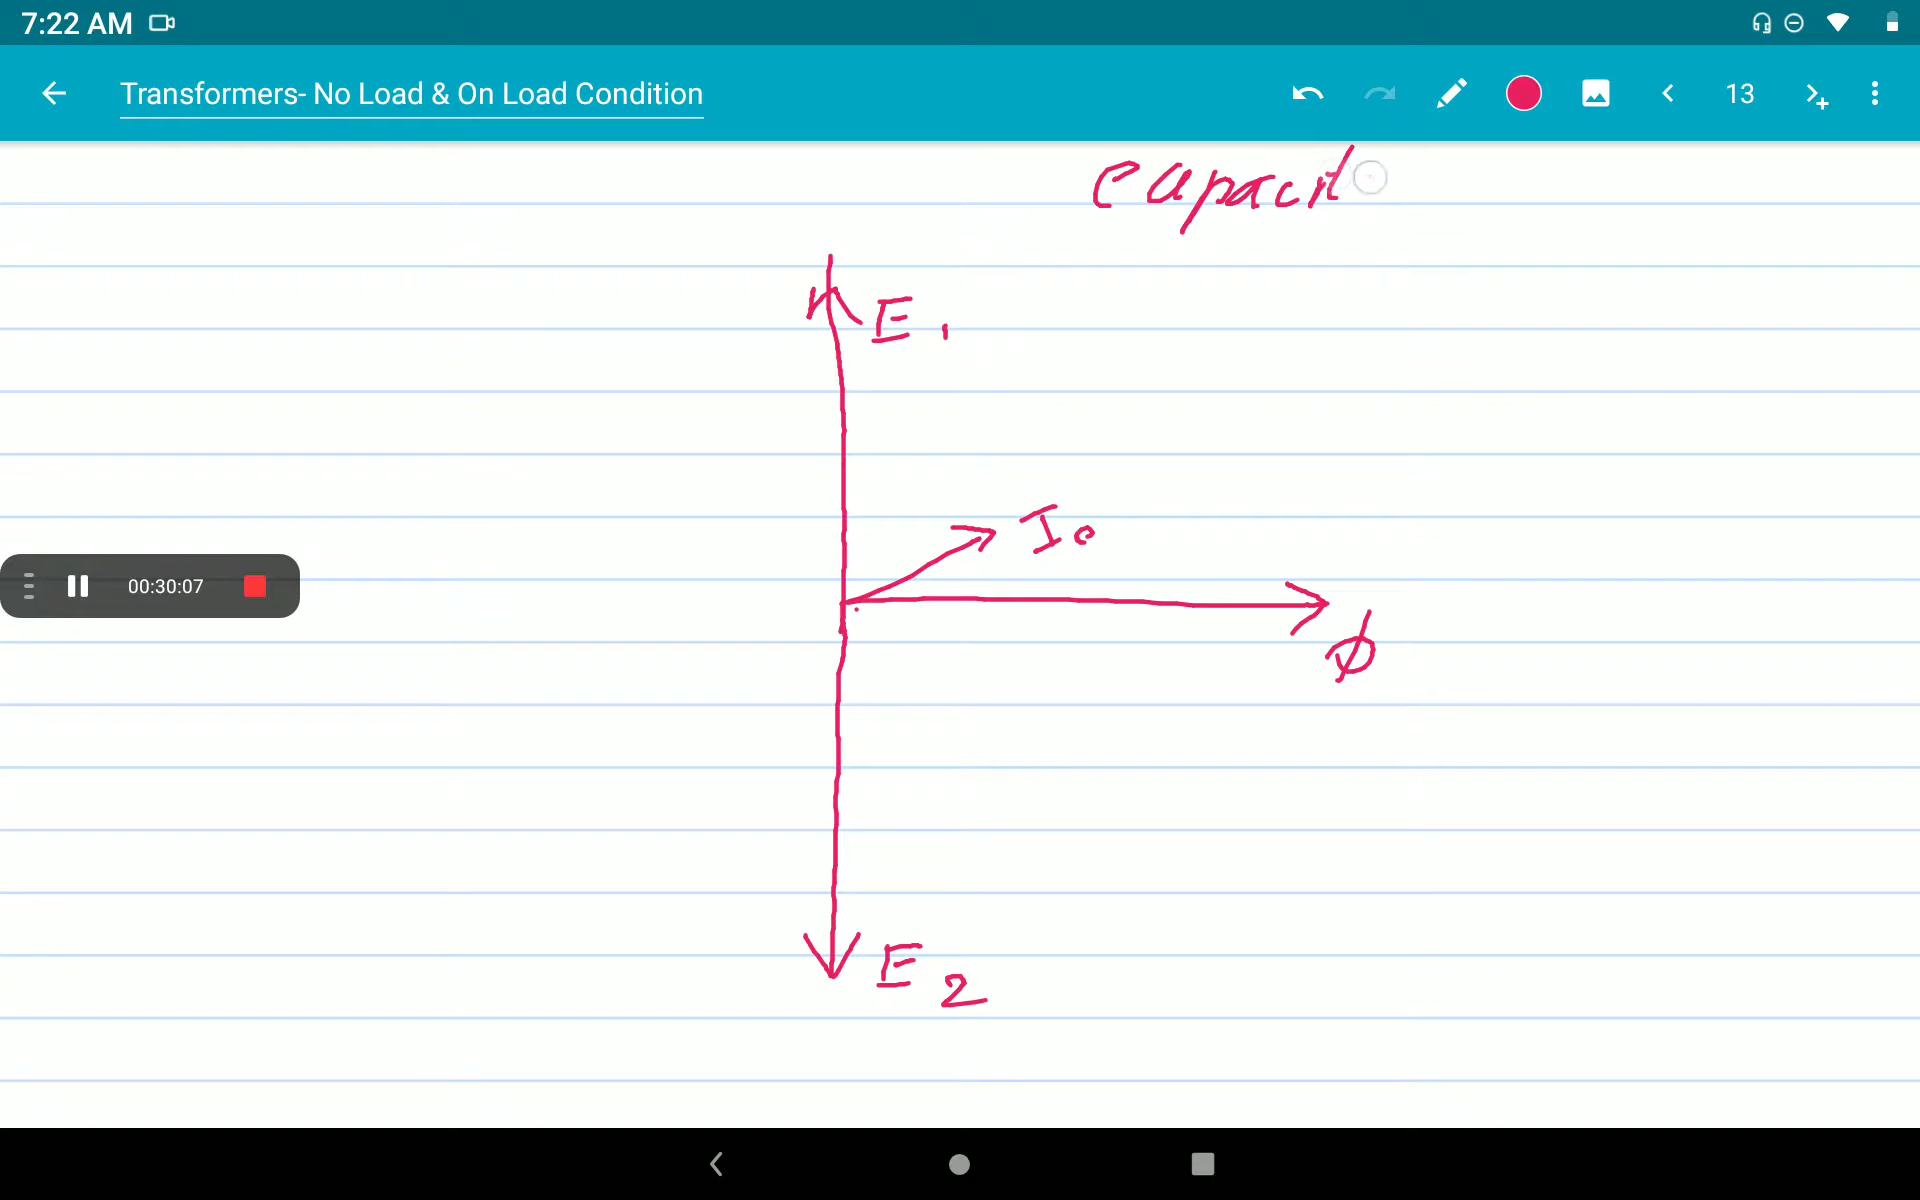 7:22 AM
Transformers- No Load & On Load Condition
13
capacit
E1
I0
00:30:07
ϕ
E2